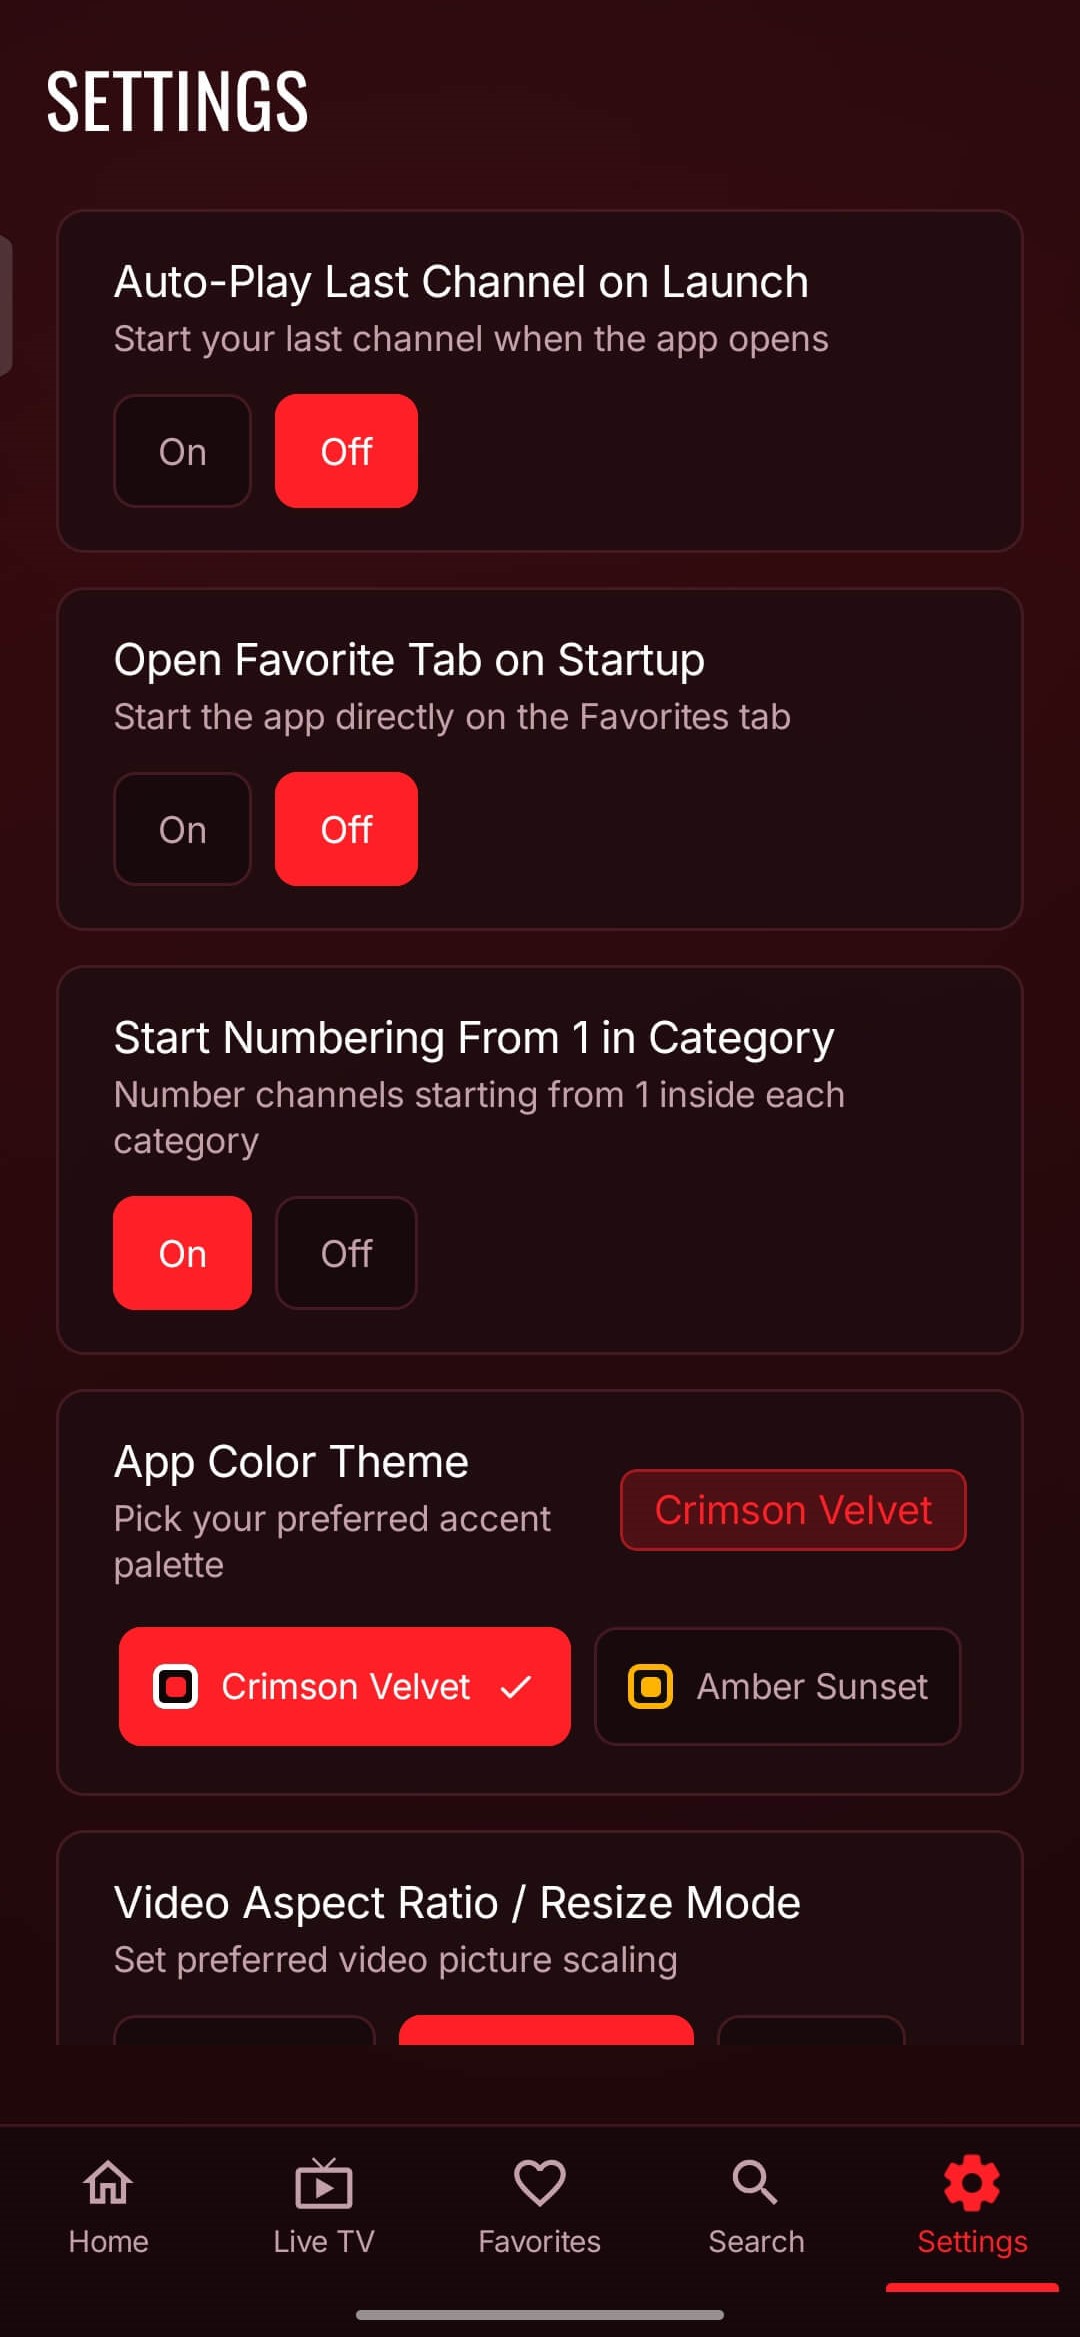 SETTINGS
Auto-Play Last Channel on Launch
Start your last channel when the app opens
On Off
Open Favorite Tab on Startup
Start the app directly on the Favorites tab
On Off
Start Numbering From 1 in Category
Number channels starting from 1 inside each
category
On Off
App Color Theme
Pick your preferred accent
palette
Crimson Velvet
Crimson Velvet Amber Sunset
Video Aspect Ratio / Resize Mode
Set preferred video picture scaling
Home Live TV Favorites Search Settings